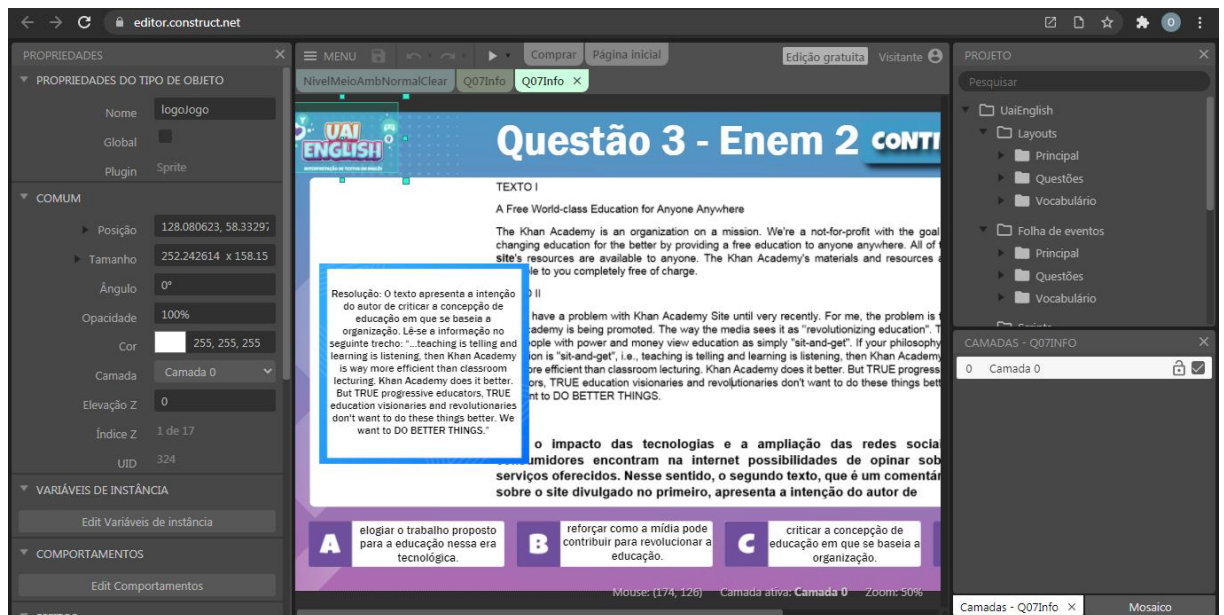 editor.construct.net
PROPRIEDADES
PROPRIEDADES DO TIPO DE OBJETO
Nome logoJogo
Global
Plugin Sprite
COMUM
Posição 128.080623, 58.33297
Tamanho 252.242614 x 158.15
Ângulo 0°
Opacidade 100%
Cor 255, 255, 255
Camada Camada 0
Elevação Z 0
Índice Z 1 de 17
UID 324
VARIÁVEIS DE INSTÂNCIA
Edit Variáveis de instância
COMPORTAMENTOS
Edit Comportamentos
MENU Comprar Página inicial Edição gratuita Visitante
NivelMeioAmbNormalClear Q07Info Q07Info ×
UAI
ENGLISH
Questão 3 - Enem 2 CONTI
TEXTO I
A Free World-class Education for Anyone Anywhere
The Khan Academy is an organization on a mission. We're a not-for-profit with the goal
changing education for the better by providing a free education to anyone anywhere. All of
site's resources are available to anyone. The Khan Academy's materials and resources
le to you completely free of charge.
II
have a problem with Khan Academy Site until very recently. For me, the problem is
cademy is being promoted. The way the media sees it as "revolutionizing education". T
ople with power and money view education as simply "sit-and-get". If your philosophy
ion is "sit-and-get", i.e., teaching is telling and learning is listening, then Khan Academy
ore efficient than classroom lecturing. Khan Academy does it better. But TRUE progress
ors, TRUE education visionaries and revolutionaries don't want to do these things bett
nt to DO BETTER THINGS.
Resolução: O texto apresenta a intenção
do autor de criticar a concepção de
educação em que se baseia a
organização. Lê-se a informação no
seguinte trecho: “...teaching is telling and
learning is listening, then Khan Academy
is way more efficient than classroom
lecturing. Khan Academy does it better.
But TRUE progressive educators, TRUE
education visionaries and revolutionaries
don't want to do these things better. We
want to DO BETTER THINGS.”
o impacto das tecnologias e a ampliação das redes socia
umidores encontram na internet possibilidades de opinar sob
serviços oferecidos. Nesse sentido, o segundo texto, que é um comentár
sobre o site divulgado no primeiro, apresenta a intenção do autor de
A elogiar o trabalho proposto
para a educação nessa era
tecnológica.
B reforçar como a mídia pode
contribuir para revolucionar a
educação.
C criticar a concepção de
educação em que se baseia a
organização.
Mouse: (174, 126) Camada ativa: Camada 0 Zoom: 50%
PROJETO
Pesquisar
UaiEnglish
Layouts
Principal
Questões
Vocabulário
Folha de eventos
Principal
Questões
Vocabulário
CAMADAS - Q07INFO
0 Camada 0
Camadas - Q07Info × Mosaico